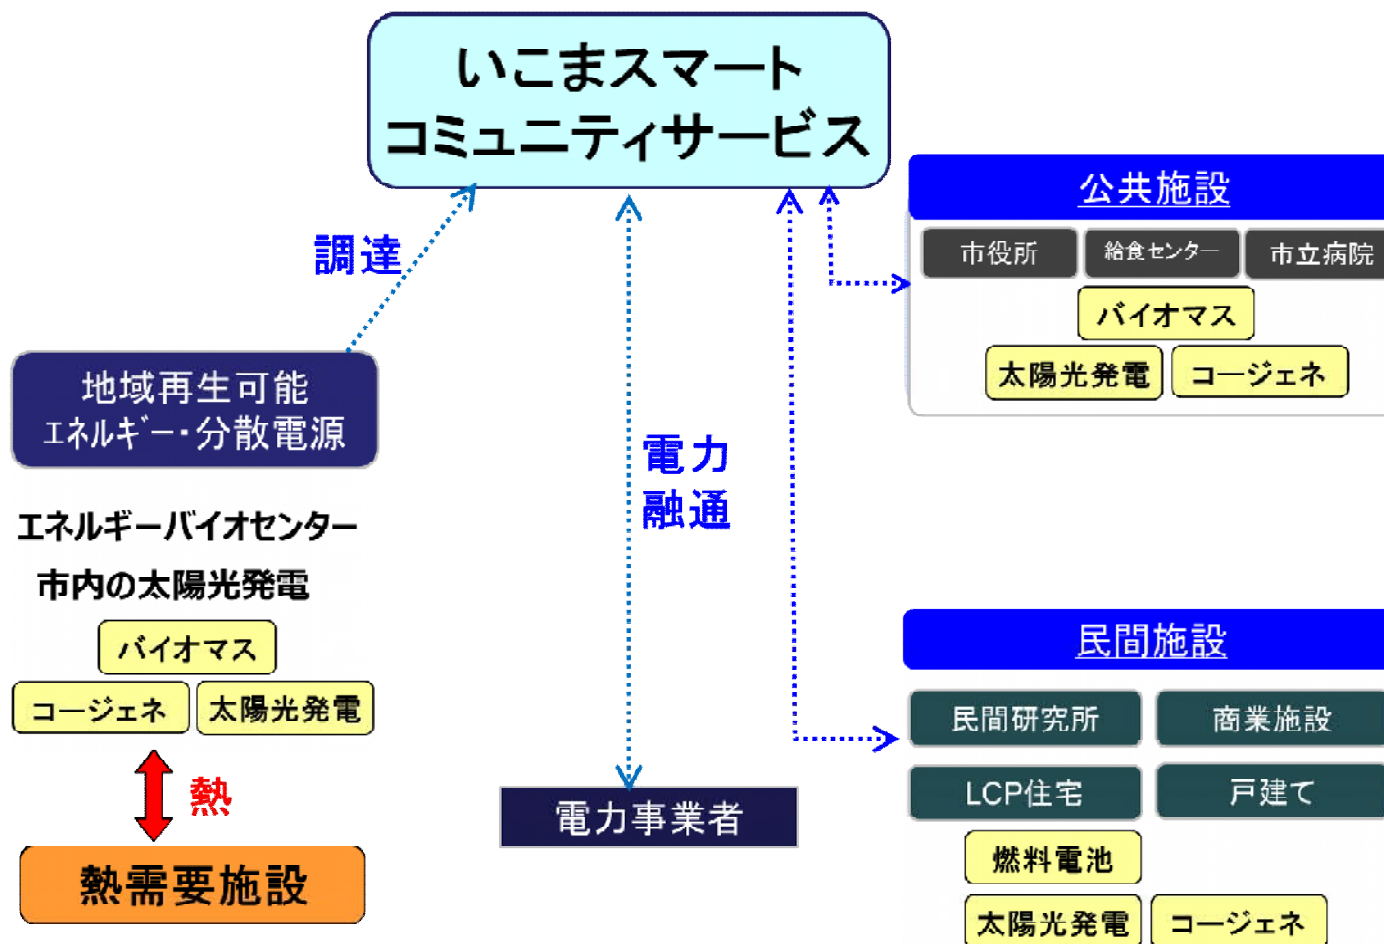 いこまスマート
コミュニティサービス
調達
地域再生可能
エネルギー・分散電源
エネルギーバイオセンター
市内の太陽光発電
バイオマス
コージェネ
太陽光発電
熱
熱需要施設
電力
融通
電力事業者
公共施設
市役所
給食センター
市立病院
バイオマス
太陽光発電
コージェネ
民間施設
民間研究所
商業施設
LCP住宅
戸建て
燃料電池
太陽光発電
コージェネ